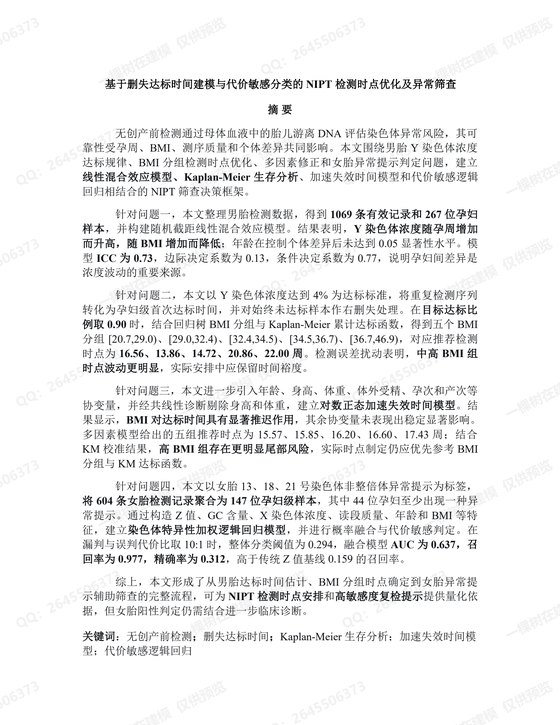 基于删失达标时间建模与代价敏感分类的 NIPT 检测时点优化及异常筛查
摘 要
无创产前检测通过母体血液中的胎儿游离 DNA 评估染色体异常风险，其可
靠性受孕周、BMI、测序质量和个体差异共同影响。本文围绕男胎 Y 染色体浓度
达标规律、BMI 分组检测时点优化、多因素修正和女胎异常提示判定问题，建立
线性混合效应模型、Kaplan-Meier 生存分析、加速失效时间模型和代价敏感逻辑
回归相结合的 NIPT 筛查决策框架。
针对问题一，本文整理男胎检测数据，得到 1069 条有效记录和 267 位孕妇
样本，并构建随机截距线性混合效应模型。结果表明，Y 染色体浓度随孕周增加
而升高，随 BMI 增加而降低；年龄在控制个体差异后未达到 0.05 显著性水平。模
型 ICC 为 0.73，边际决定系数为 0.13，条件决定系数为 0.77，说明孕妇间差异是
浓度波动的重要来源。
针对问题二，本文以 Y 染色体浓度达到 4% 为达标标准，将重复检测序列
转化为孕妇级首次达标时间，并对始终未达标样本作右删失处理。在目标达标比
例取 0.90 时，结合回归树 BMI 分组与 Kaplan-Meier 累计达标函数，得到五个 BMI
分组 [20.7,29.0)、[29.0,32.4)、[32.4,34.5)、[34.5,36.7)、[36.7,46.9)，对应推荐检测
时点为 16.56、13.86、14.72、20.86、22.00 周。检测误差扰动表明，中高 BMI 组
时点波动更明显，实际安排中应保留时间裕度。
针对问题三，本文进一步引入年龄、身高、体重、体外受精、孕次和产次等
协变量，并经共线性诊断剔除身高和体重，建立对数正态加速失效时间模型。结
果显示，BMI 对达标时间具有显著推迟作用，其余协变量未表现出稳定显著影响。
多因素模型给出的五组推荐时点为 15.57、15.85、16.20、16.60、17.43 周；结合
KM 校准结果，高 BMI 组存在更明显尾部风险，实际时点制定仍应优先参考 BMI
分组与 KM 达标函数。
针对问题四，本文以女胎 13、18、21 号染色体非整倍体异常提示为标签，
将 604 条女胎检测记录聚合为 147 位孕妇级样本，其中 44 位孕妇至少出现一种异
常提示。通过构造 Z 值、GC 含量、X 染色体浓度、读段质量、年龄和 BMI 等特
征，建立染色体特异性加权逻辑回归模型，并进行概率融合与代价敏感判定。在
漏判与误判代价比取 10:1 时，整体分类阈值为 0.294，融合模型 AUC 为 0.637，召
回率为 0.977，精确率为 0.312，高于传统 Z 值基线 0.159 的召回率。
综上，本文形成了从男胎达标时间估计、BMI 分组时点确定到女胎异常提
示辅助筛查的完整流程，可为 NIPT 检测时点安排和高敏感度复检提示提供量化依
据，但女胎阳性判定仍需结合进一步临床诊断。
关键词：无创产前检测；删失达标时间；Kaplan-Meier 生存分析；加速失效时间模
型；代价敏感逻辑回归
QQ：2645506373
一棵树在建模 仅供预览